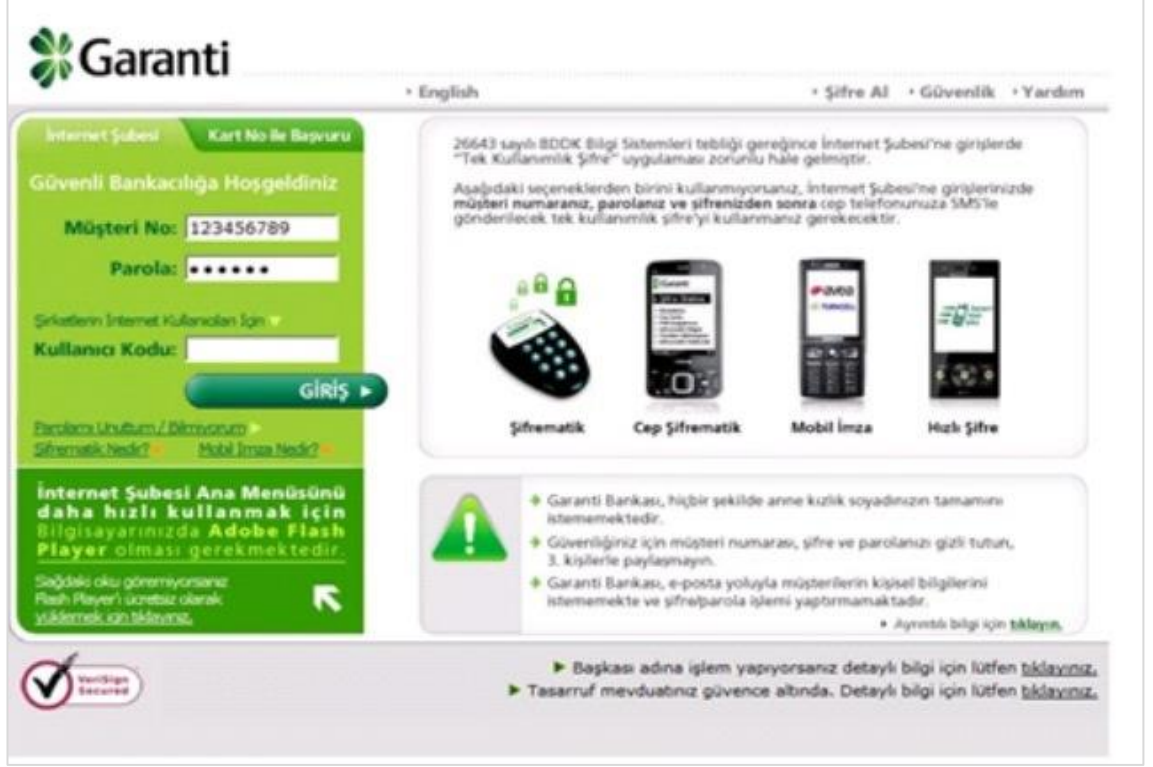 Garanti
English
Şifre Al
Güvenlik
Yardım
İnternet Şubesi
Kart No ile Başvuru
Güvenli Bankacılığa Hoşgeldiniz
Müşteri No: 123456789
Parola: ••••••
Şirketlerin İnternet Kullanıcıları İçin
Kullanıcı Kodu:
GİRİŞ
Parolamı Unuttum / Bilmiyorum
Şifrematik Nedir?
Mobil İmza Nedir?
İnternet Şubesi Ana Menüsünü
daha hızlı kullanmak için
Bilgisayarınızda Adobe Flash
Player olması gerekmektedir.
Sağdaki oku göremiyorsanız
Flash Player'ı ücretsiz olarak
yüklemek için tıklayınız.
26643 sayılı BDDK Bilgi Sistemleri tebliği gereğince İnternet Şubesi'ne girişlerde
"Tek Kullanımlık Şifre" uygulaması zorunlu hale gelmiştir.
Aşağıdaki seçeneklerden birini kullanmıyorsanız, İnternet Şubesi'ne girişlerinizde
müşteri numaranız, parolanız ve şifrenizden sonra cep telefonunuza SMS'le
gönderilecek tek kullanımlık şifre'yi kullanmanız gerekecektir.
Garanti
avea
TURKCELL
Şifrematik
Cep Şifrematik
Mobil İmza
Hızlı Şifre
Garanti Bankası, hiçbir şekilde anne kızlık soyadınızın tamamını
istememektedir.
Güvenliğiniz için müşteri numarası, şifre ve parolanızı gizli tutun,
3. kişilerle paylaşmayın.
Garanti Bankası, e-posta yoluyla müşterilerin kişisel bilgilerini
istememekte ve şifre/parola işlemi yaptırmamaktadır.
Ayrıntılı bilgi için tıklayın.
VeriSign
Secured
Başkası adına işlem yapıyorsanız detaylı bilgi için lütfen tıklayınız.
Tasarruf mevduatınız güvence altında. Detaylı bilgi için lütfen tıklayınız.